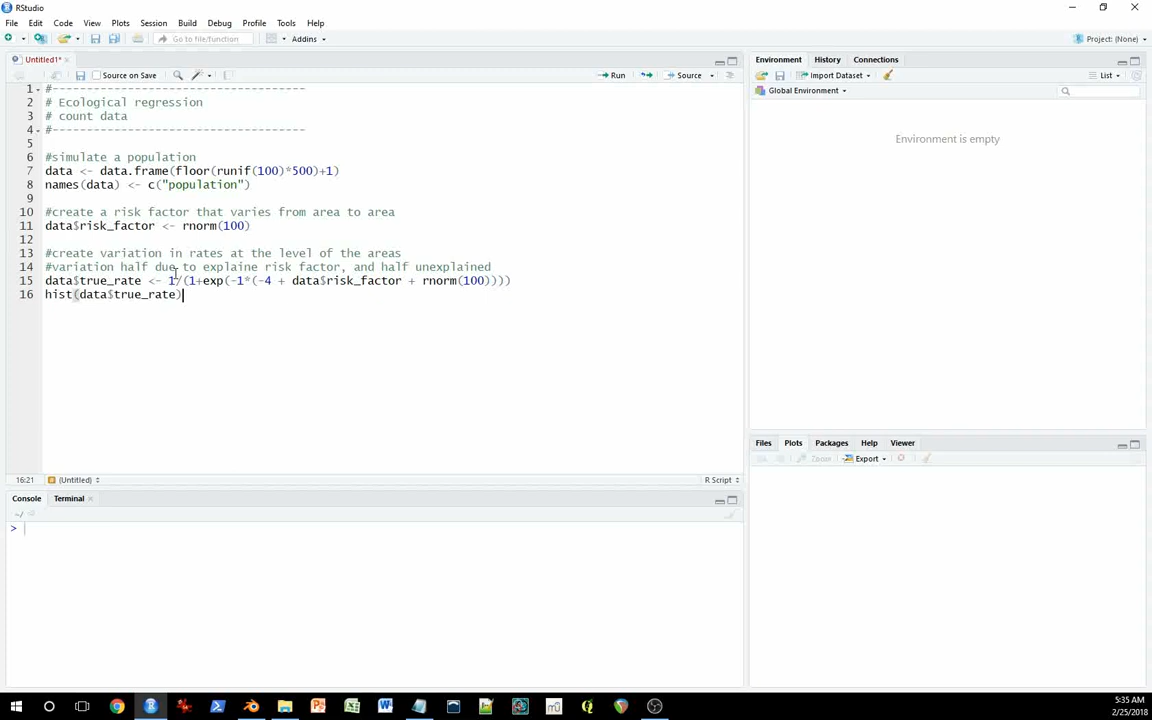 RStudio
File Edit Code View Plots Session Build Debug Profile Tools Help
Go to file/function Addins Project: (None)
Untitled1*
Source on Save Run Source
1 #-------------------------------------
2 # Ecological regression
3 # count data
4 #-------------------------------------
5
6 #simulate a population
7 data <- data.frame(floor(runif(100)*500)+1)
8 names(data) <- c("population")
9
10 #create a risk factor that varies from area to area
11 data$risk_factor <- rnorm(100)
12
13 #create variation in rates at the level of the areas
14 #variation half due to explaine risk factor, and half unexplained
15 data$true_rate <- 1/(1+exp(-1*(-4 + data$risk_factor + rnorm(100))))
16 hist(data$true_rate)
16:21 (Untitled) R Script
Console Terminal
~/
>
Environment History Connections
Import Dataset List
Global Environment
Environment is empty
Files Plots Packages Help Viewer
Zoom Export
5:35 AM
2/25/2018